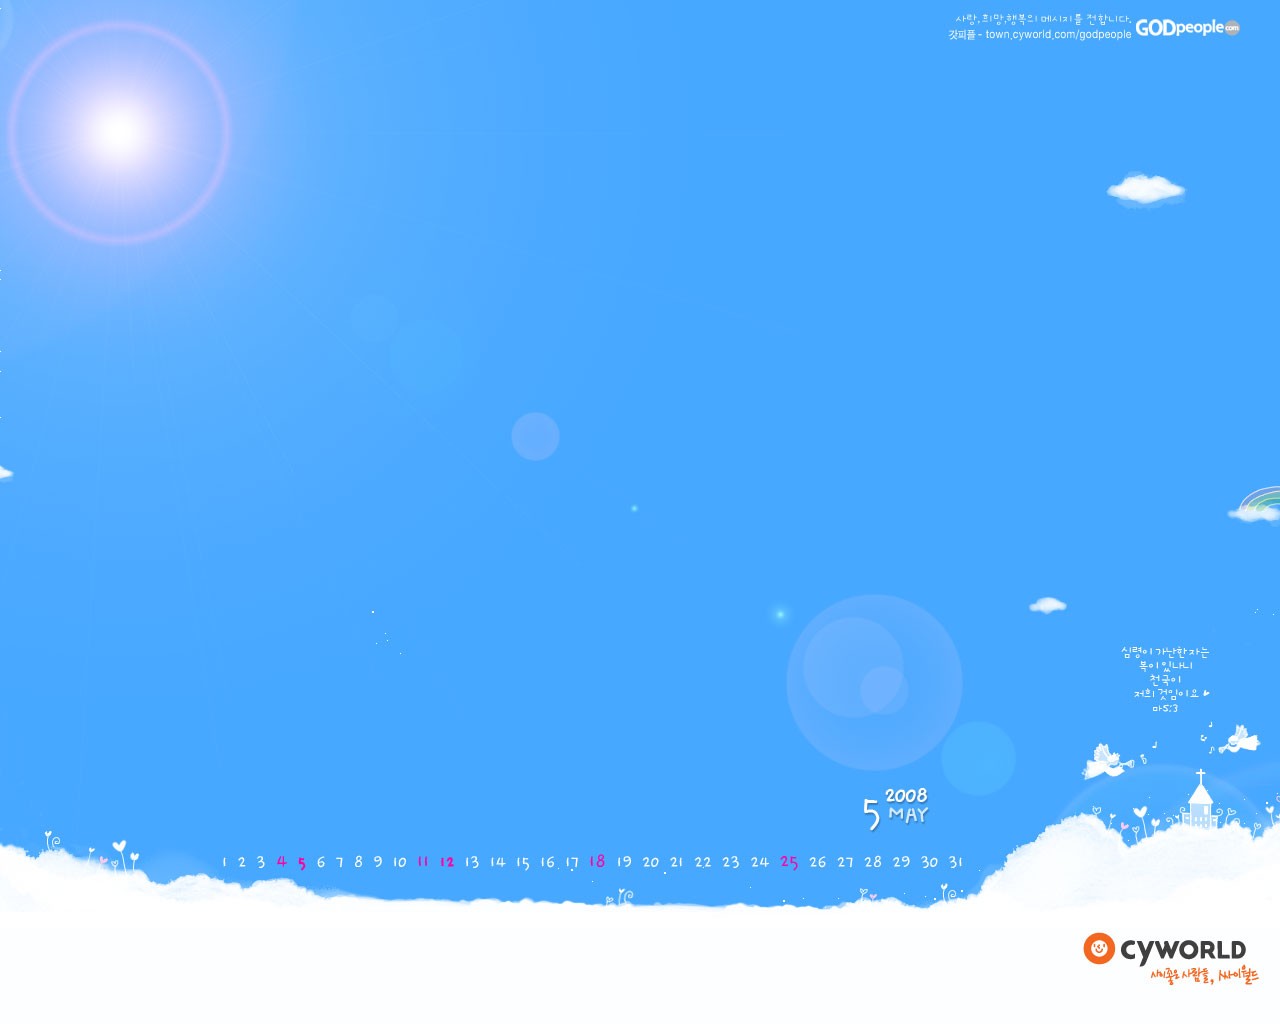 사랑,희망,행복의 메시지를 전합니다.
갓피플 - town.cyworld.com/godpeople
GODpeople.com
심령이 가난한자는
복이 있나니
천국이
저희 것임이요
마5:3
5 2008
MAY
1 2 3 4 5 6 7 8 9 10 11 12 13 14 15 16 17 18 19 20 21 22 23 24 25 26 27 28 29 30 31
CYWORLD
사이좋은 사람들, 싸이월드